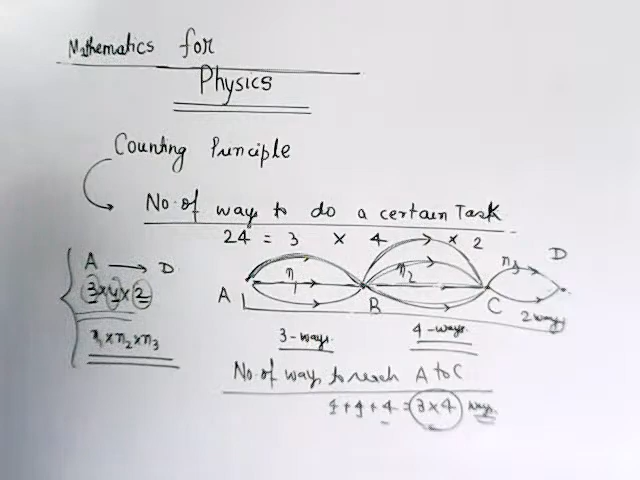 Mathematics for
Physics
Counting Principle
No. of ways to do a certain Task
24 = 3 × 4 × 2
A → D
3×4×2
n1×n2×n3
A n1 B n2 C n3 D
3-ways 4-ways 2 ways
No. of ways to reach A to C
4+4+4 = 3×4 ways